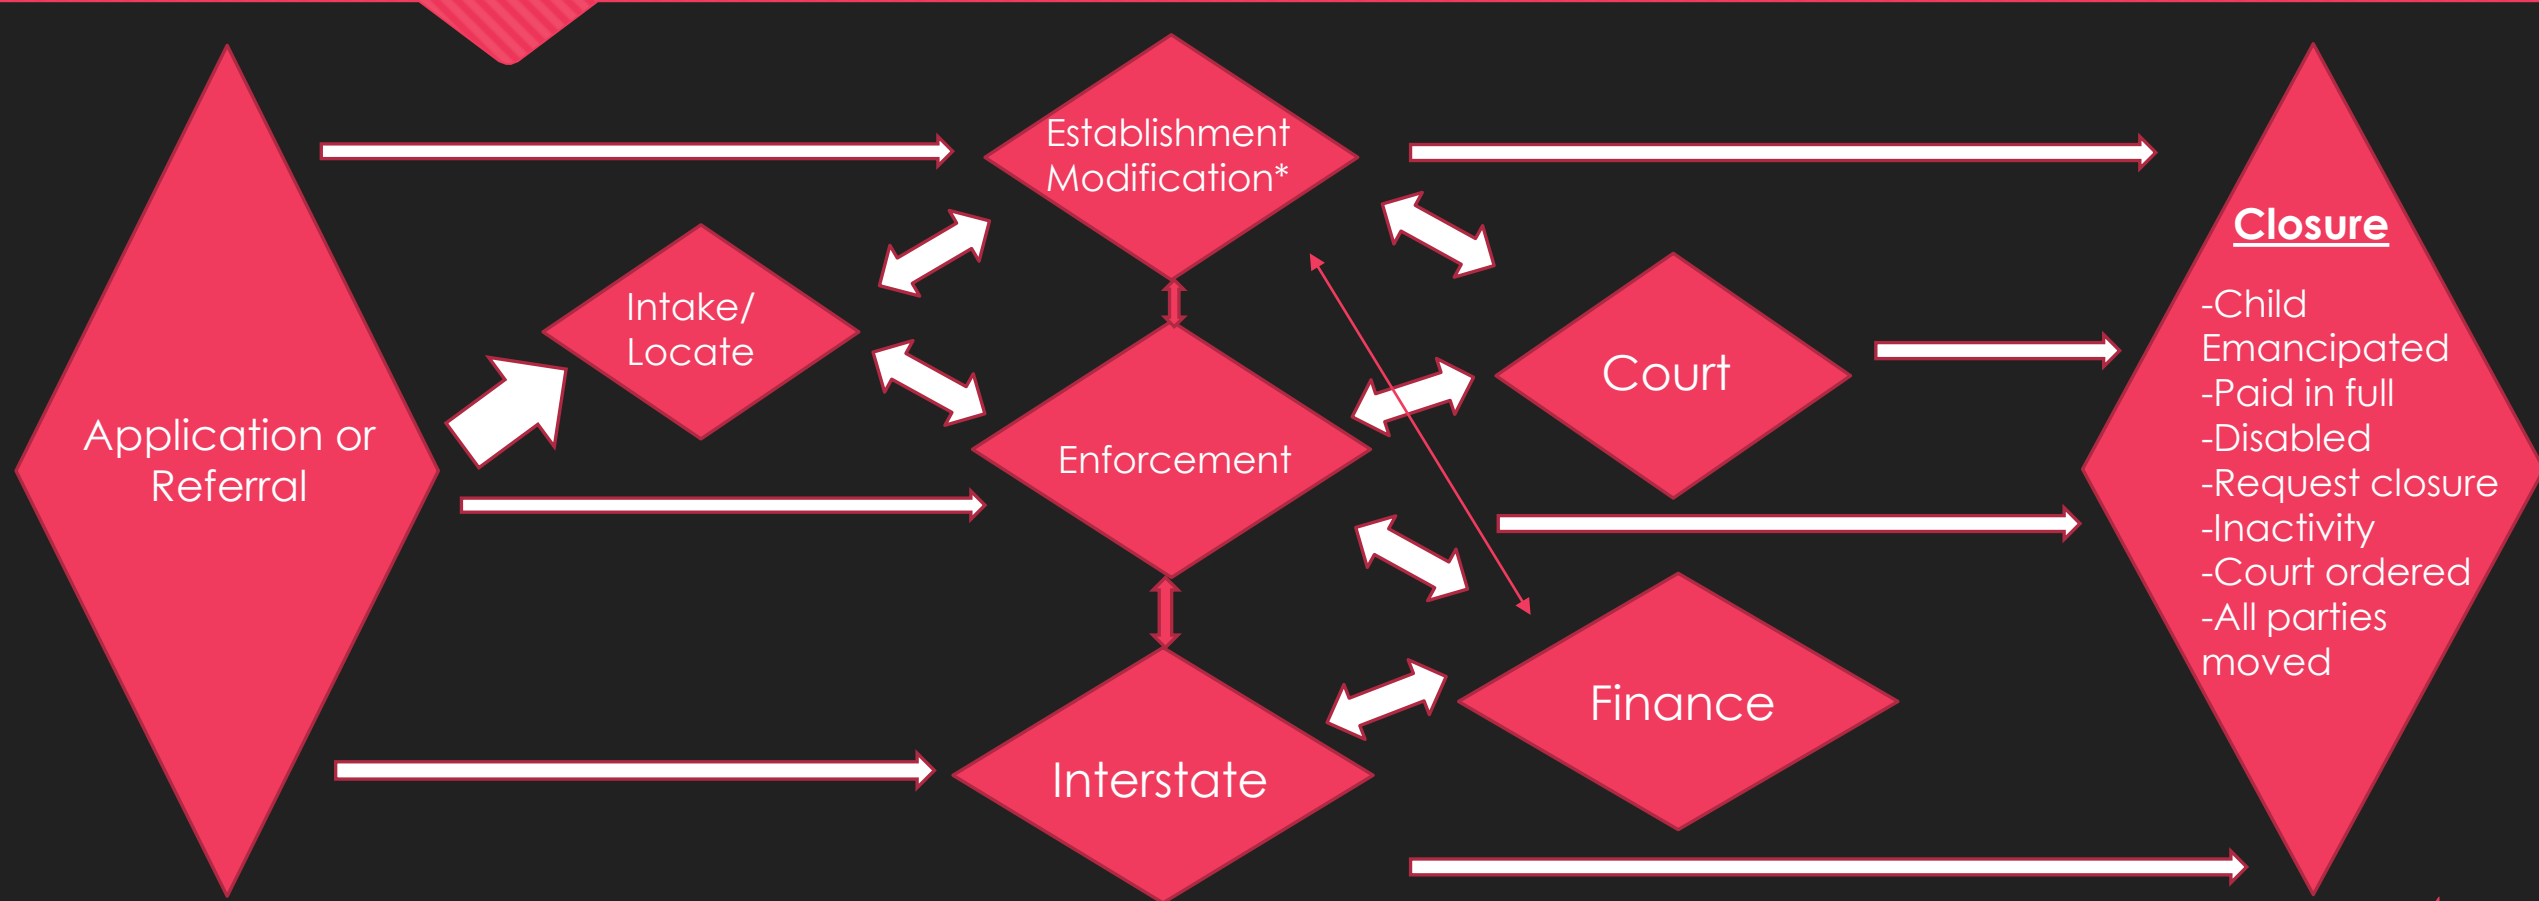 Application or
Referral
Intake/
Locate
Establishment
Modification*
Enforcement
Interstate
Court
Finance
Closure
-Child
Emancipated
-Paid in full
-Disabled
-Request closure
-Inactivity
-Court ordered
-All parties
moved